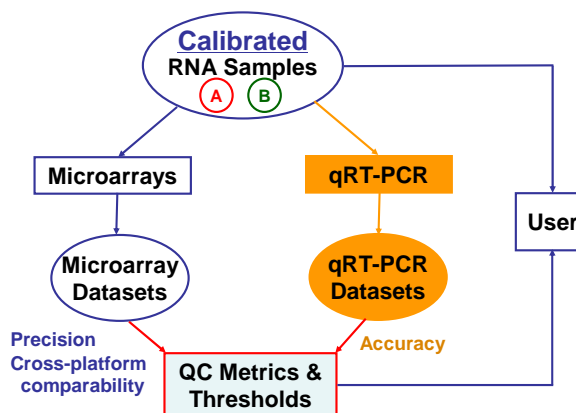 Calibrated
RNA Samples
A B
Microarrays
qRT-PCR
User
Microarray
Datasets
qRT-PCR
Datasets
Precision
Cross-platform
comparability
Accuracy
QC Metrics &
Thresholds